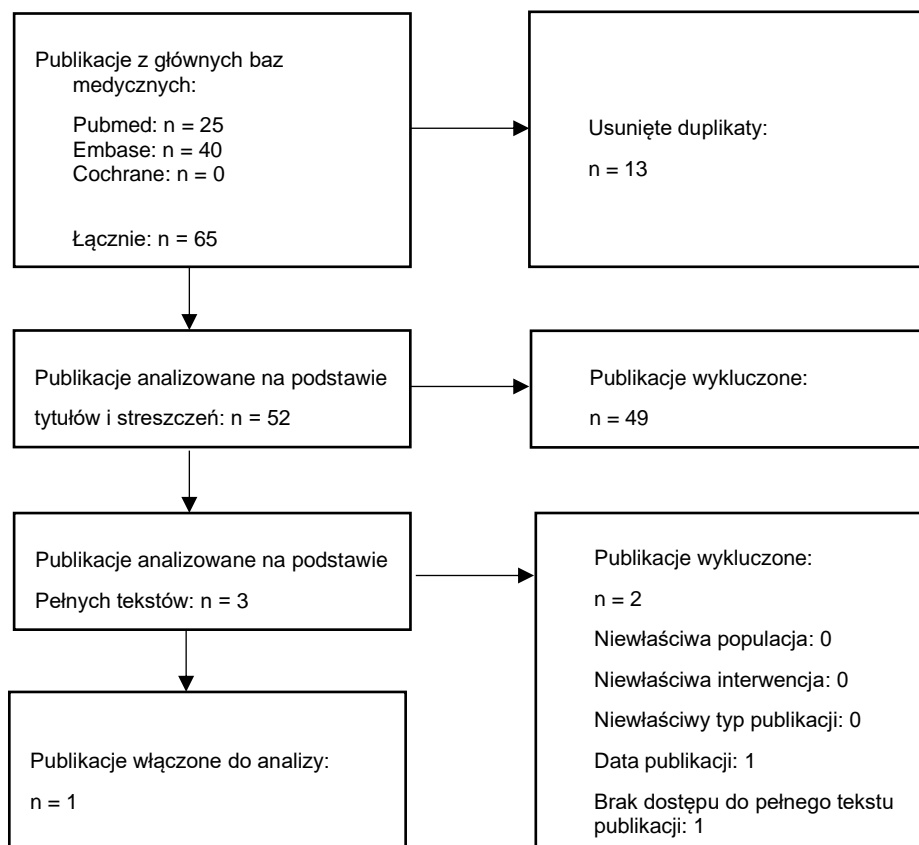 Publikacje z głównych baz
medycznych:
Pubmed: n = 25
Embase: n = 40
Cochrane: n = 0
Łącznie: n = 65
Usunięte duplikaty:
n = 13
Publikacje analizowane na podstawie
tytułów i streszczeń: n = 52
Publikacje wykluczone:
n = 49
Publikacje analizowane na podstawie
Pełnych tekstów: n = 3
Publikacje wykluczone:
n = 2
Niewłaściwa populacja: 0
Niewłaściwa interwencja: 0
Niewłaściwy typ publikacji: 0
Data publikacji: 1
Brak dostępu do pełnego tekstu
publikacji: 1
Publikacje włączone do analizy:
n = 1